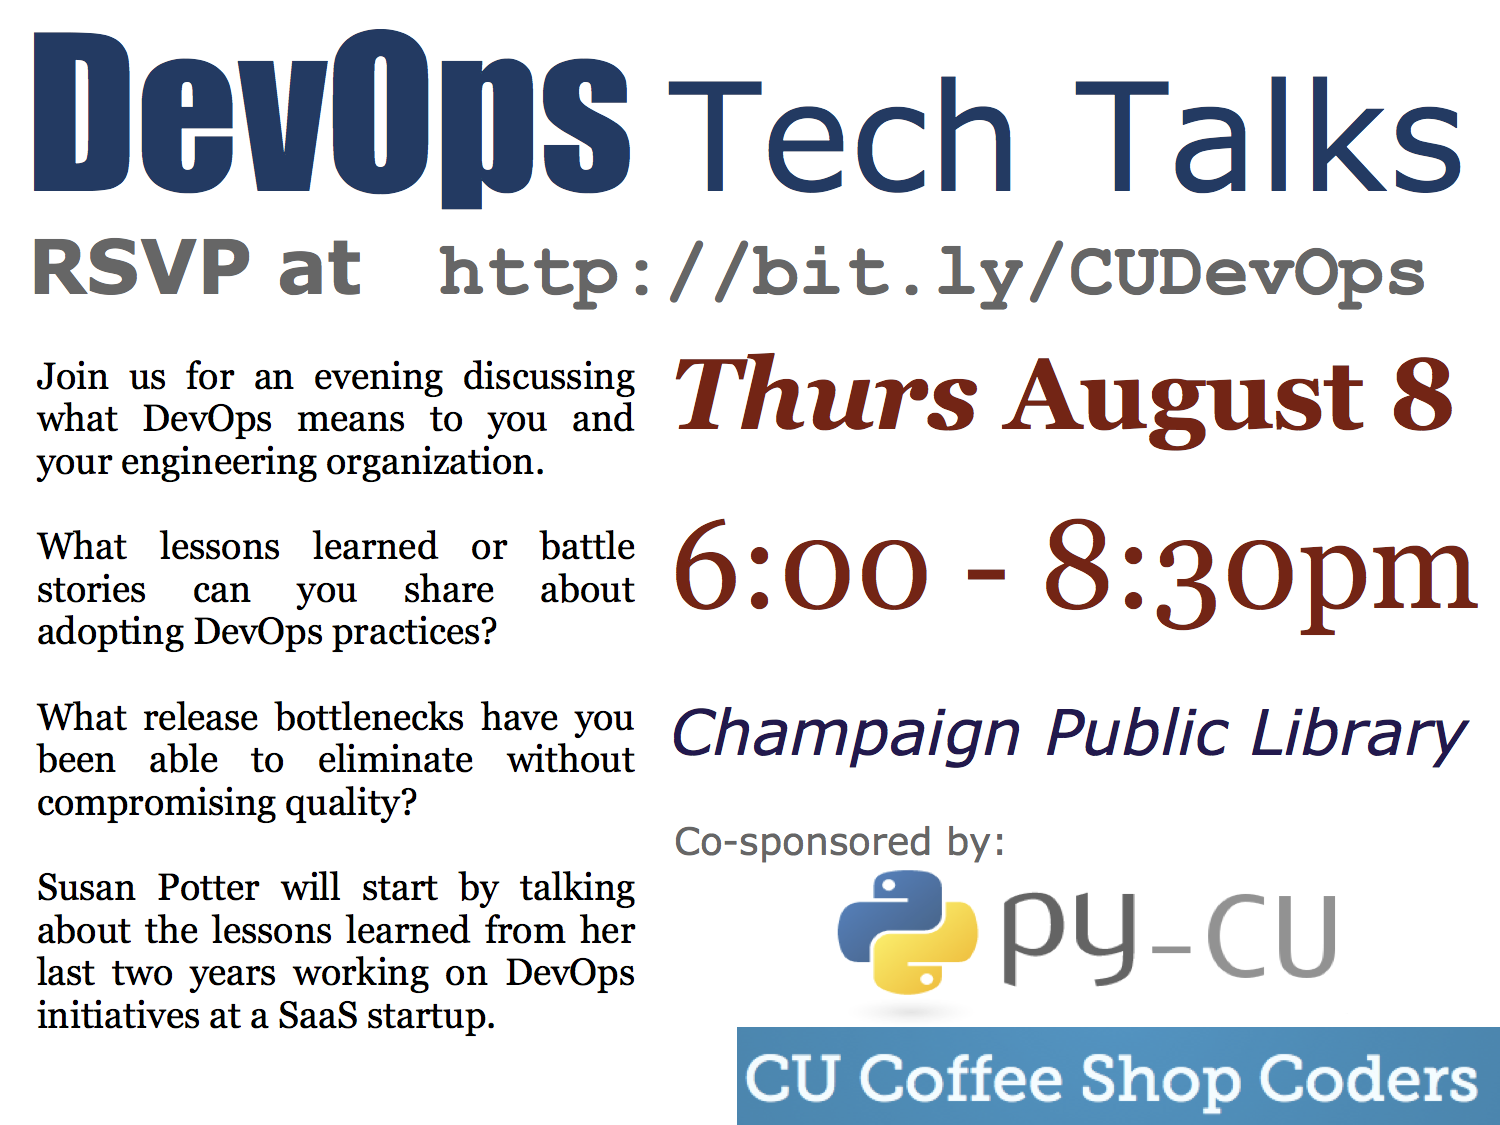 DevOps Tech Talks
RSVP at http://bit.ly/CUDevOps
Join us for an evening discussing
what DevOps means to you and
your engineering organization.
What lessons learned or battle
stories can you share about
adopting DevOps practices?
What release bottlenecks have you
been able to eliminate without
compromising quality?
Susan Potter will start by talking
about the lessons learned from her
last two years working on DevOps
initiatives at a SaaS startup.
Thurs August 8
6:00 - 8:30pm
Champaign Public Library
Co-sponsored by:
py-CU
CU Coffee Shop Coders